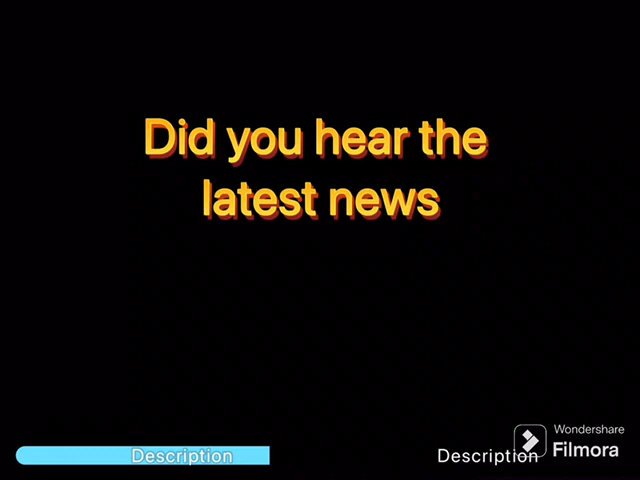 Did you hear the
latest news
Wondershare
Filmora
Description
Description